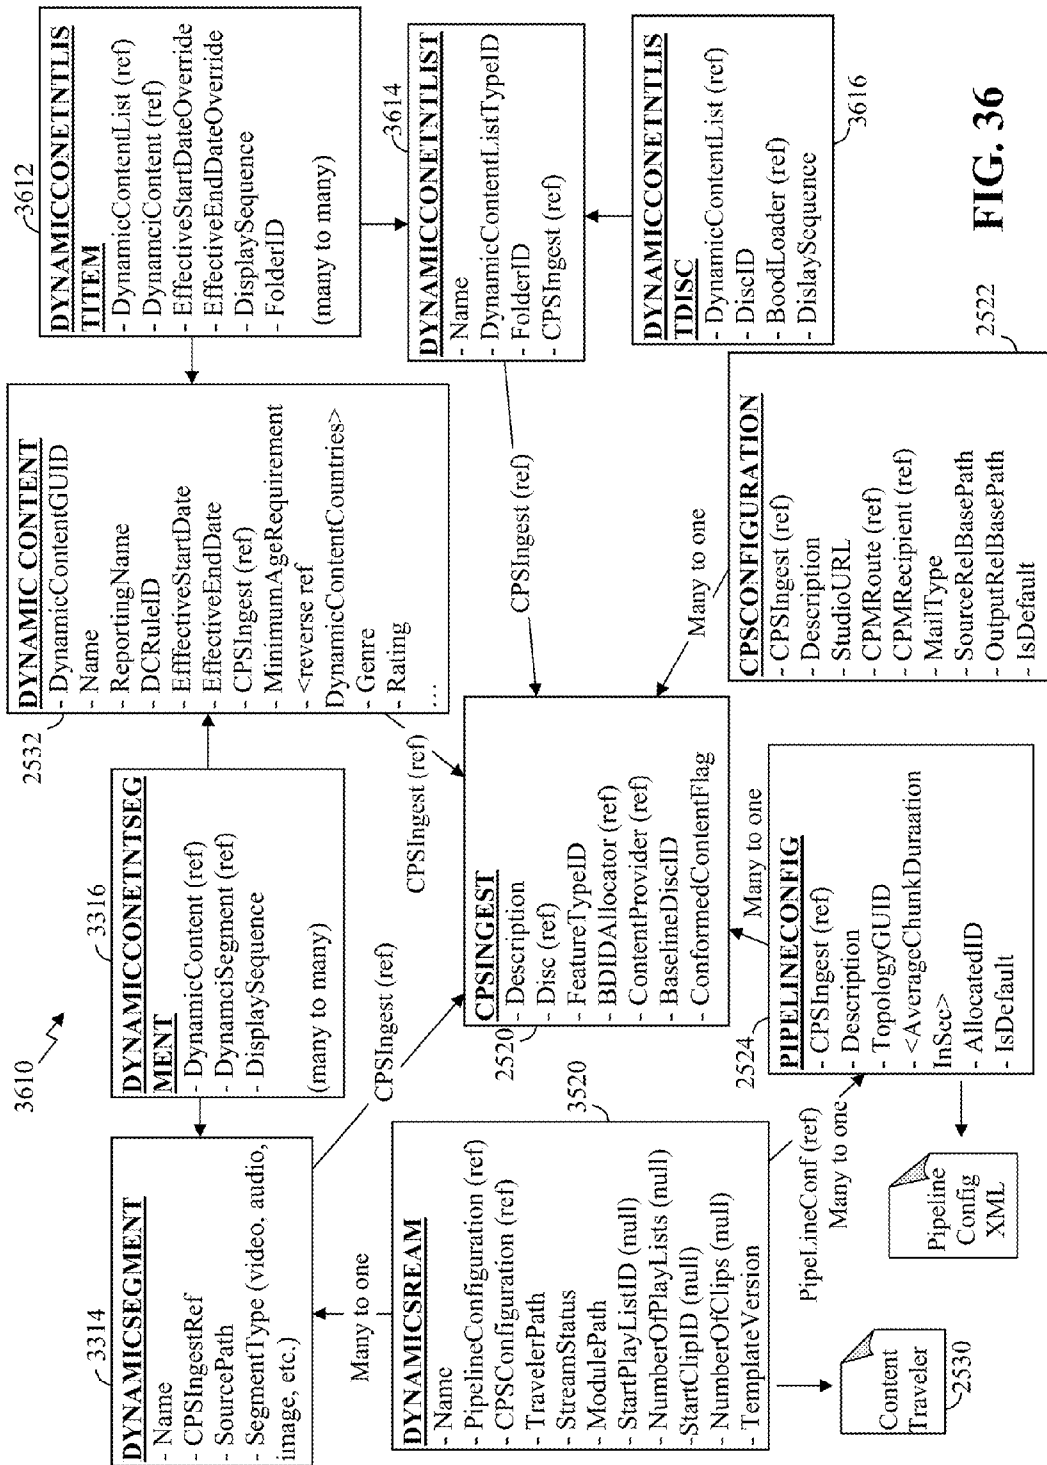 3610
3314
DYNAMICSEGMENT
- Name
- CPSIngestRef
- SourcePath
- SegmentType (video, audio,
image, etc.)
3316
DYNAMICCONETNTSEG
MENT
- DynamicContent (ref)
- DynamciSegment (ref)
- DisplaySequence
(many to many)
2532
DYNAMIC CONTENT
- DynamicContentGUID
- Name
- ReportingName
- DCRuleID
- EfffectiveStartDate
- EffectiveEndDate
- CPSIngest (ref)
- MinimumAgeRequirement
- <reverse ref
DynamicContentCountries>
- Genre
- Rating
...
3612
DYNAMICCONETNTLIS
TITEM
- DynamicContentList (ref)
- DynamciContent (ref)
- EffectiveStartDateOverride
- EffectiveEndDateOverride
- DisplaySequence
- FolderID
(many to many)
Many to one
CPSIngest (ref)
CPSIngest (ref)
CPSIngest (ref)
3614
DYNAMICCONETNTLIST
- Name
- DynamicContentListTypeID
- FolderID
- CPSIngest (ref)
3520
DYNAMICSREAM
- Name
- PipelineConfiguration (ref)
- CPSConfiguration (ref)
- TravelerPath
- StreamStatus
- ModulePath
- StartPlayListID (null)
- NumberOfPlayLists (null)
-StartClipID (null)
- NumberOfClips (null)
- TemplateVersion
2520
CPSINGEST
- Description
- Disc (ref)
- FeatureTypeID
- BDIDAllocator (ref)
- ContentProvider (ref)
- BaselineDiscID
- ConformedContentFlag
Many to one
DYNAMICCONETNTLIS
TDISC
- DynamicContentList (ref)
- DiscID
- BoodLoader (ref)
- DislaySequence
3616
PipeLineConf (ref)
Many to one
Many to one
2524
PIPELINECONFIG
- CPSIngest (ref)
- Description
- TopologyGUID
- <AverageChunkDuraation
InSec>
- AllocatedID
- IsDefault
CPSCONFIGURATION
- CPSIngest (ref)
- Description
- StudioURL
- CPMRoute (ref)
- CPMRecipient (ref)
- MailType
- SourceRelBasePath
- OutputRelBasePath
- IsDefault
2522
Content
Traveler
2530
Pipeline
Config
XML
FIG. 36